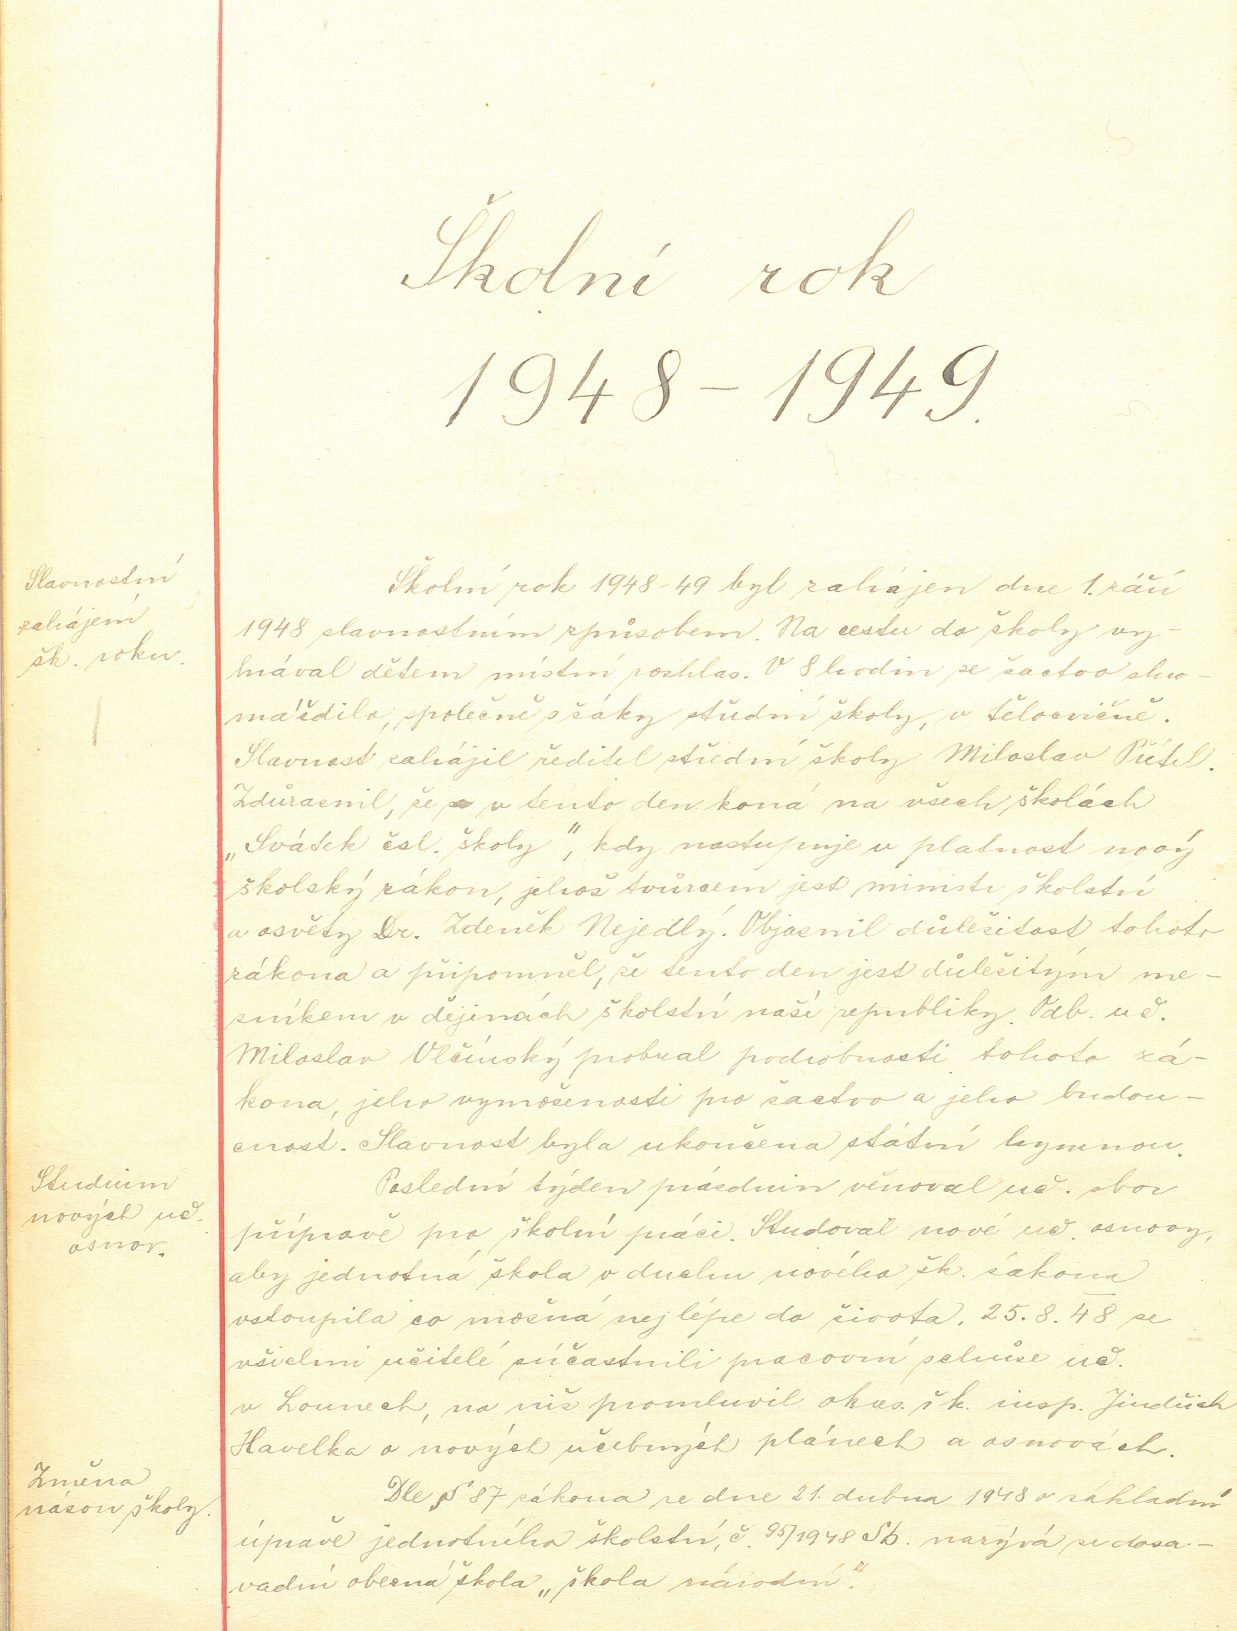 Školní rok
1948 – 1949.
Slavnostní
zahájení
šk. roku.
Školní rok 1948-49 byl zahájen dne 1. září
1948 slavnostním způsobem. Na cestu do školy vy-
hrával dětem místní rozhlas. V 8 hodin se žactvo shro-
máždilo, společně s žáky střední školy, v tělocvičně.
Slavnost zahájil ředitel střední školy Miloslav Pűtzl.
Zdůraznil, že v tento den koná na všech školách
„Svátek čsl. školy", kdy nastupuje v platnost nový
školský zákon, jehož tvůrcem jest ministr školství
a osvěty Dr. Zdeněk Nejedlý. Objasnil důležitost tohoto
zákona a připomněl, že tento den jest důležitým me-
zníkem v dějinách školství naší republiky. Odb. uč.
Miloslav Vlčínský probral podrobnosti tohoto zá-
kona, jeho vymoženosti pro žactvo a jeho budou-
cnost. Slavnost byla ukončena státní hymnou.
Studium
nových uč.
osnov.
Poslední týden prázdnin věnoval uč. sbor
přípravě pro školní práci. Studoval nové uč. osnovy,
aby jednotná škola v duchu nového šk. zákona
vstoupila co možná nejlépe do života. 25. 8. 48 se
všichni učitelé súčastnili pracovní schůze uč.
v Lounech, na níž promluvil okres. šk. insp. Jindřich
Havelka o nových učebných plánech a osnovách.
Změna
názvu školy.
Dle § 87 zákona ze dne 21. dubna 1948 o základní
úpravě jednotného školství, č. 95/1948 Sb. nazývá se dosa-
vadní obecná škola „škola národní".